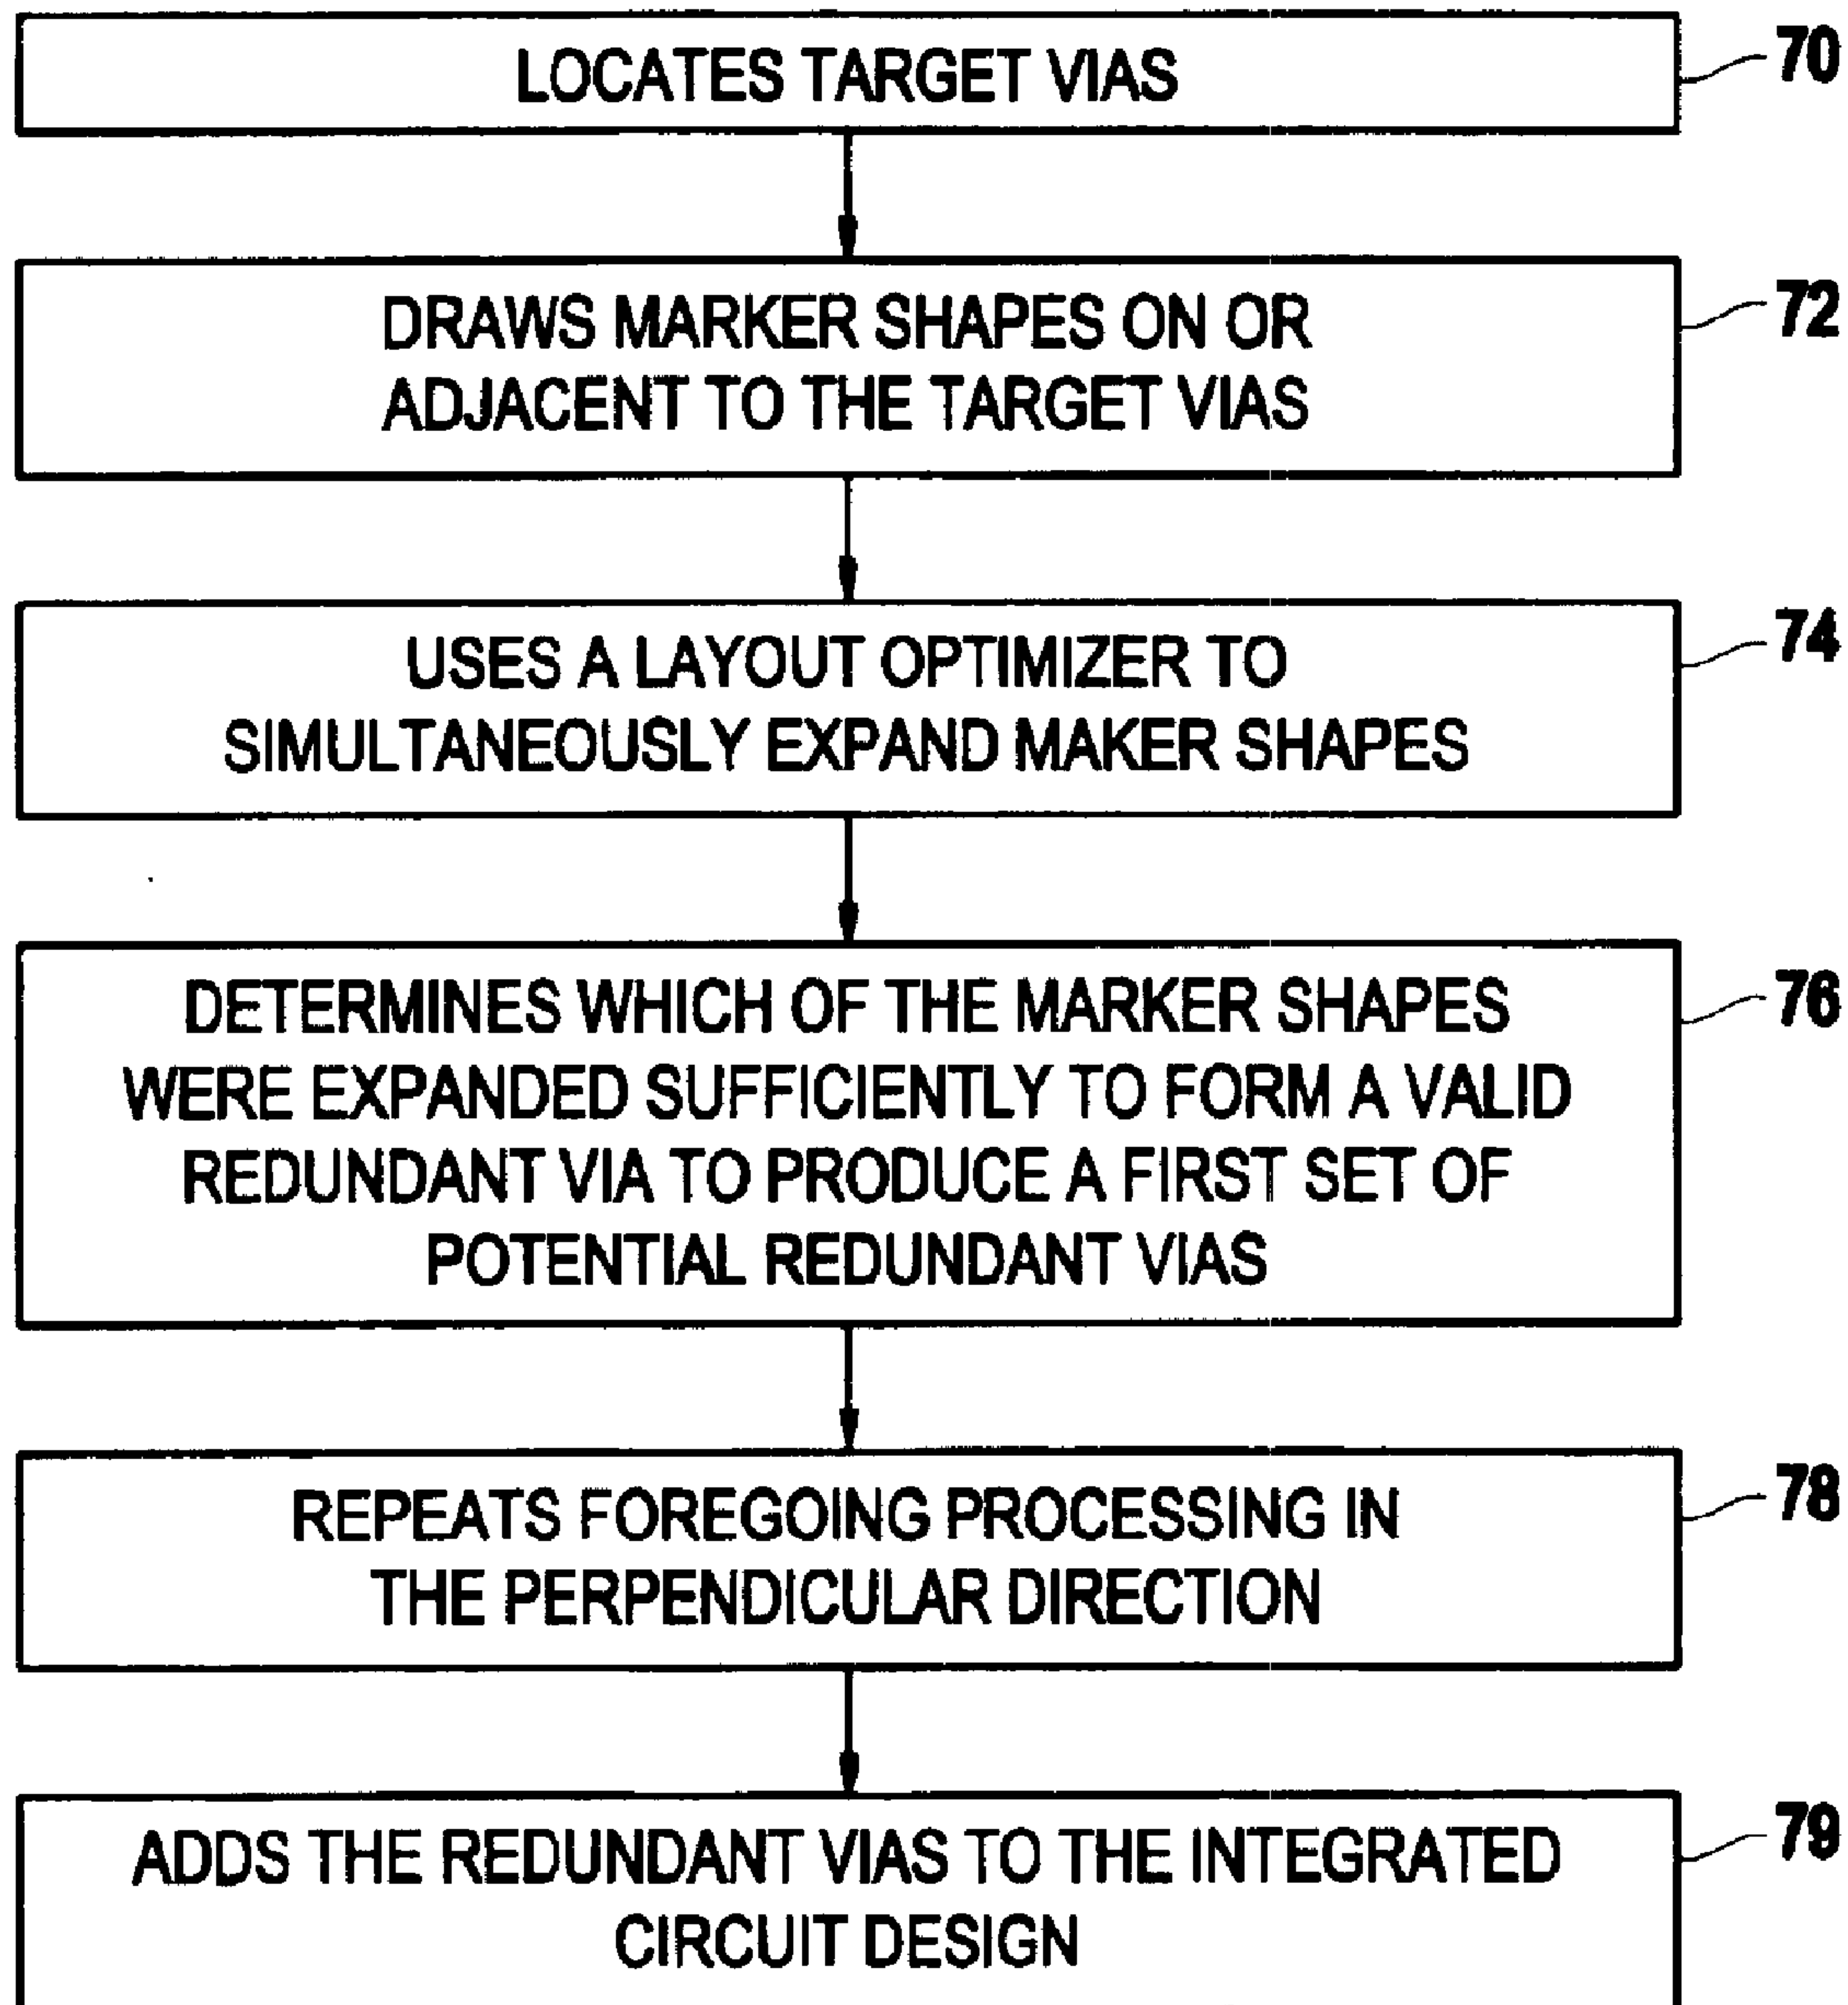 LOCATES TARGET VIAS
70
DRAWS MARKER SHAPES ON OR
ADJACENT TO THE TARGET VIAS
72
USES A LAYOUT OPTIMIZER TO
SIMULTANEOUSLY EXPAND MAKER SHAPES
74
DETERMINES WHICH OF THE MARKER SHAPES
WERE EXPANDED SUFFICIENTLY TO FORM A VALID
REDUNDANT VIA TO PRODUCE A FIRST SET OF
POTENTIAL REDUNDANT VIAS
76
REPEATS FOREGOING PROCESSING IN
THE PERPENDICULAR DIRECTION
78
ADDS THE REDUNDANT VIAS TO THE INTEGRATED
CIRCUIT DESIGN
79